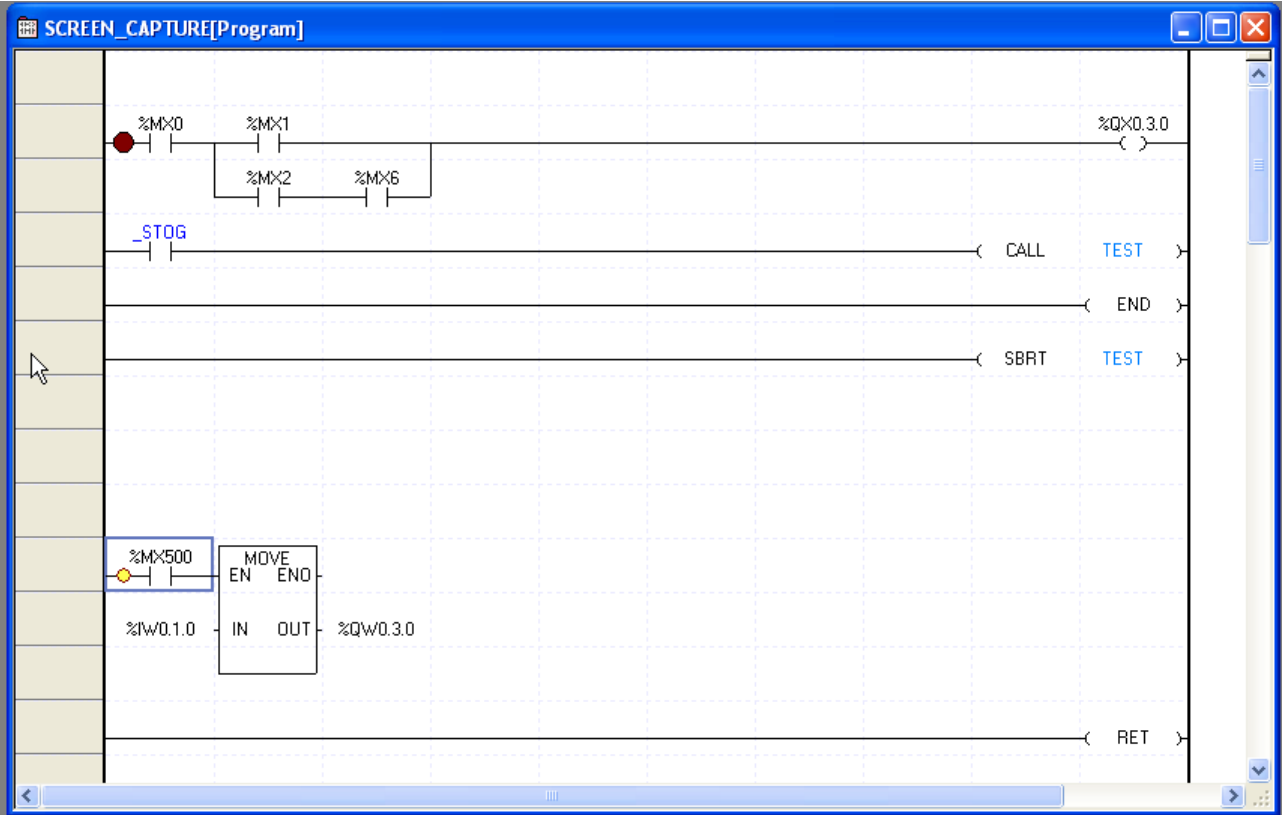 SCREEN_CAPTURE[Program]
%MX0 %MX1 %QX0.3.0
%MX2 %MX6
_STOG
CALL TEST
END
SBRT TEST
%MX500 MOVE
EN ENO
%IW0.1.0 IN OUT %QW0.3.0
RET